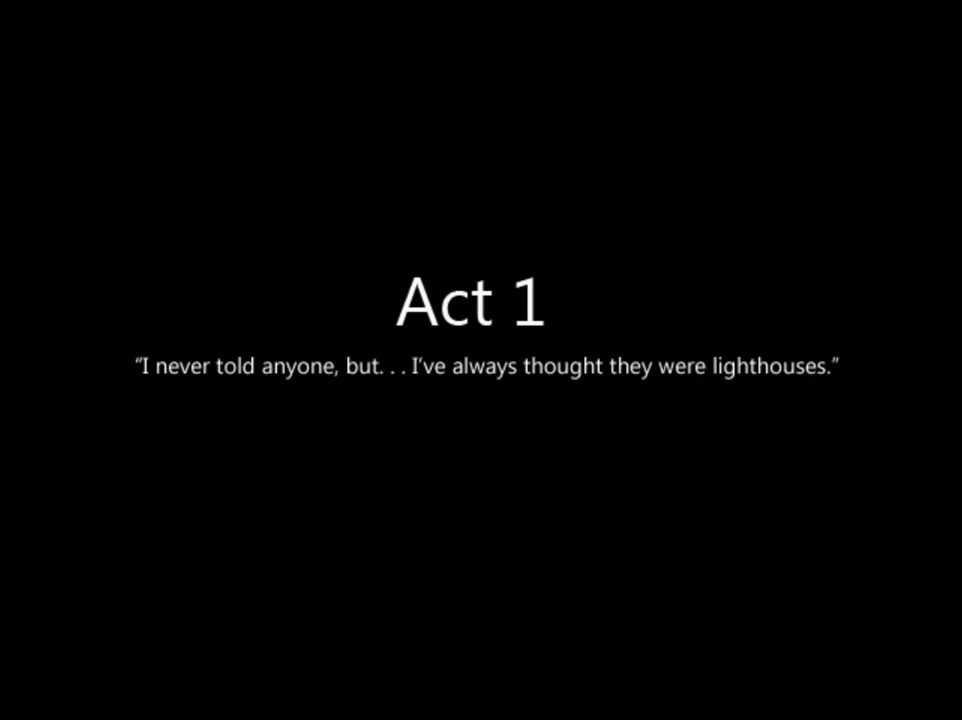 Act 1
“I never told anyone, but. . . I’ve always thought they were lighthouses.”